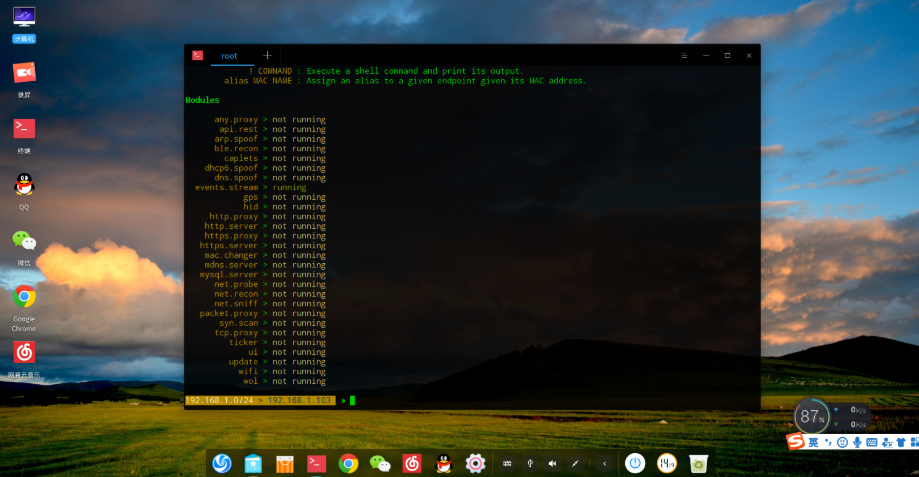 计算机
录屏
终端
QQ
微信
Google
Chrome
网易云音乐
root
! COMMAND : Execute a shell command and print its output.
alias MAC NAME : Assign an alias to a given endpoint given its MAC address.
Modules
any.proxy > not running
api.rest > not running
arp.spoof > not running
ble.recon > not running
caplets > not running
dhcp6.spoof > not running
dns.spoof > not running
events.stream > running
gps > not running
hid > not running
http.proxy > not running
http.server > not running
https.proxy > not running
https.server > not running
mac.changer > not running
mdns.server > not running
mysql.server > not running
net.probe > not running
net.recon > not running
net.sniff > not running
packet.proxy > not running
syn.scan > not running
tcp.proxy > not running
ticker > not running
ui > not running
update > not running
wifi > not running
wol > not running
192.168.1.0/24 > 192.168.1.103 »
87%
0K/s
0K/s
英